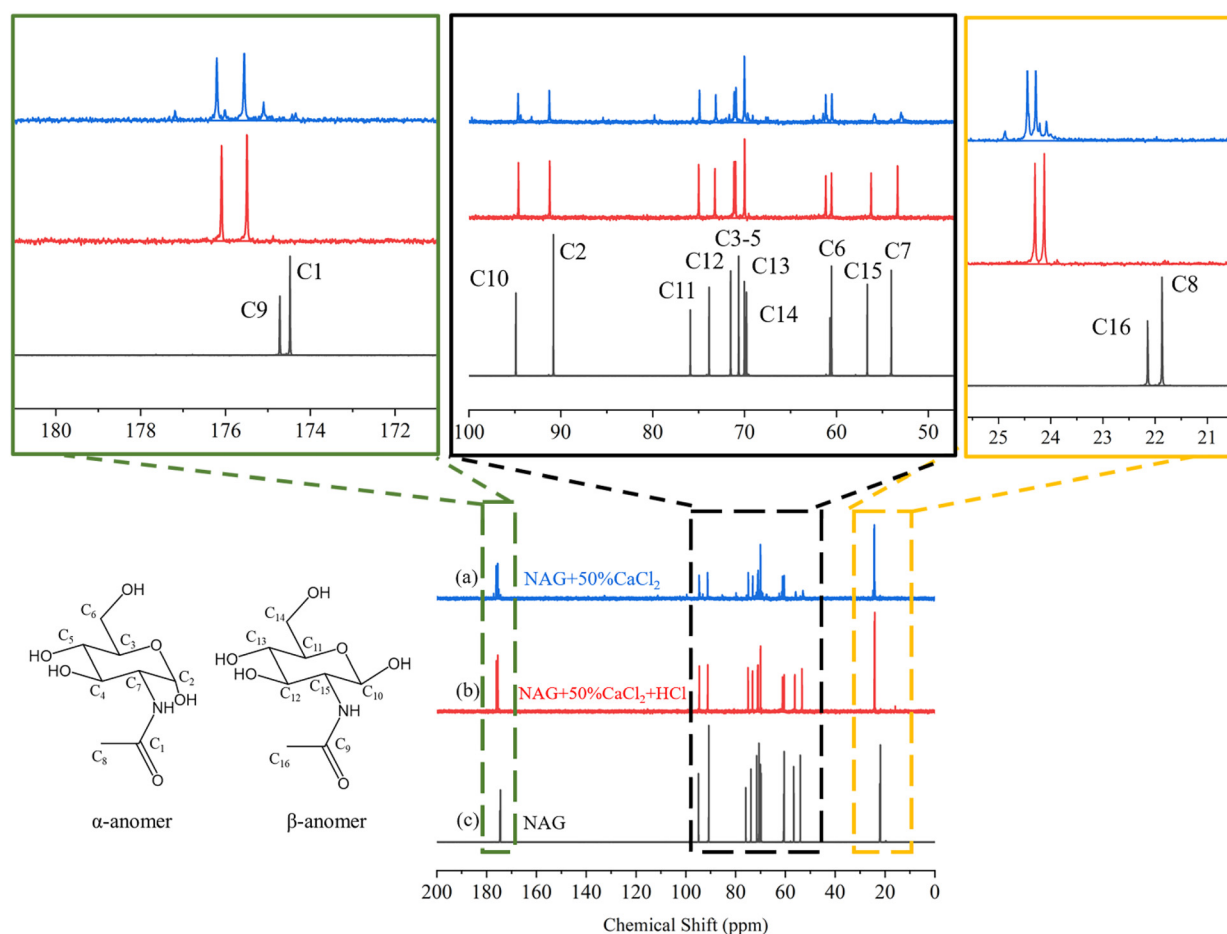 C1
C9
180 178 176 174 172
C3-5
C2
C6
C12
C13
C7
C10
C15
C11
C14
100 90 80 70 60 50
C8
C16
25 24 23 22 21
(a) NAG+50%CaCl₂
(b) NAG+50%CaCl₂+HCl
(c) NAG
200 180 160 140 120 100 80 60 40 20 0
Chemical Shift (ppm)
OH
C₆
C₅
C₃
O
HO
HO
C₄
C₇
C₂
OH
NH
C₈
C₁
O
α-anomer
OH
C₁₄
C₁₃
C₁₁
O
HO
HO
OH
C₁₂
C₁₅
C₁₀
NH
C₁₆
C₉
O
β-anomer